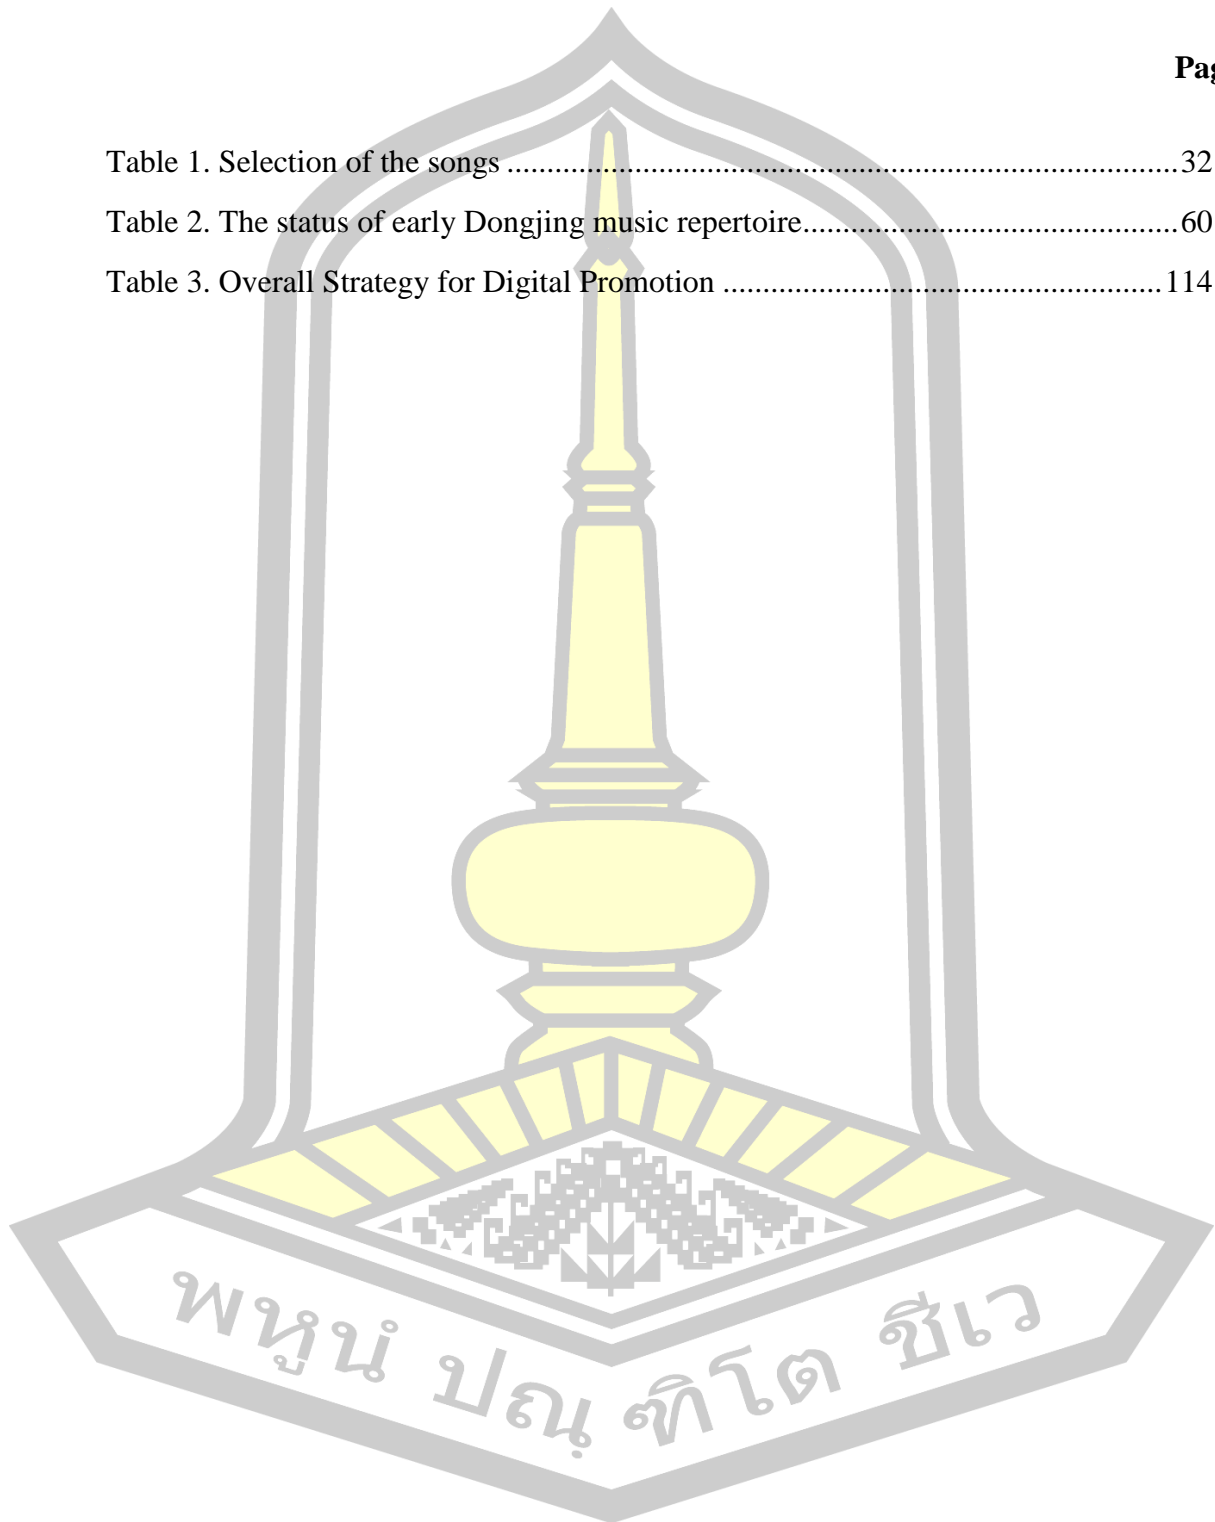 Pag
Table 1. Selection of the songs ....................................................................................32
Table 2. The status of early Dongjing music repertoire...............................................60
Table 3. Overall Strategy for Digital Promotion .......................................................114
พหูนํ ปณฺฑิโต ชีเว